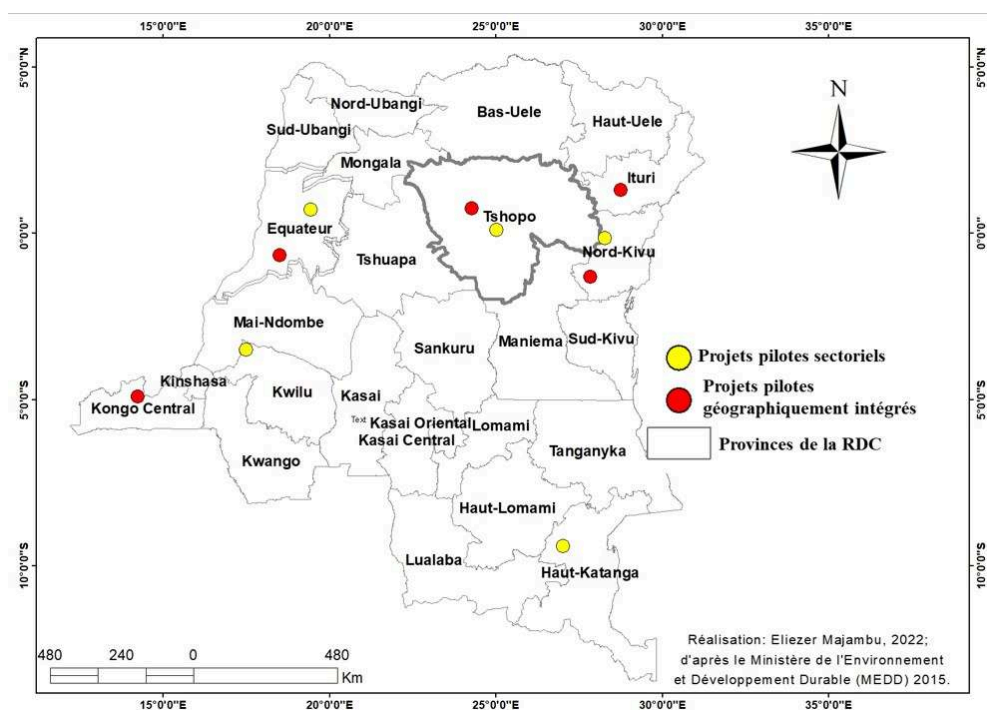 15°0'0"E
20°0'0"E
25°0'0"E
30°0'0"E
35°0'0"E
5°0'0"N
5°0'0"N
N
Nord-Ubangi
Bas-Uele
Haut-Uele
Sud-Ubangi
Mongala
Ituri
Tshopo
Equateur
0°0'0"
0°0'0"
Nord-Kivu
Tshuapa
Mai-Ndombe
Sankuru
Maniema
Sud-Kivu
Projets pilotes sectoriels
Kinshasa
Kwilu
Kasai
Projets pilotes
géographiquement intégrés
5°0'0"S
5°0'0"S
Kongo Central
Text
Kasai Oriental
Lomami
Kasai Central
Tanganyka
Provinces de la RDC
Kwango
Haut-Lomami
Lualaba
Haut-Katanga
10°0'0"S
10°0'0"S
Réalisation: Eliezer Majambu, 2022;
d'après le Ministère de l'Environnement
et Développement Durable (MEDD) 2015.
480 240 0 480
Km
15°0'0"E
20°0'0"E
25°0'0"E
30°0'0"E
35°0'0"E